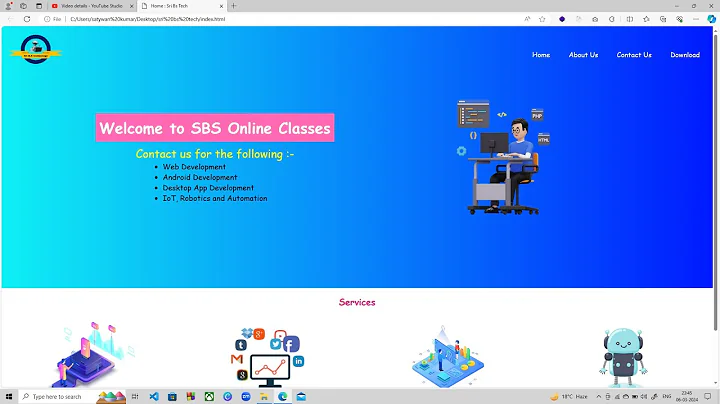 Video details - YouTube Studio
Home : Sri Bs Tech
File
C:/Users/satywan%20kumar/Desktop/sri%20bs%20tech/index.html
Home
About Us
Contact Us
Download
Welcome to SBS Online Classes
Contact us for the following :-
Web Development
Android Development
Desktop App Development
IoT, Robotics and Automation
PHP
HTML
Services
Type here to search
18°C Haze
ENG
23:45
06-03-2024